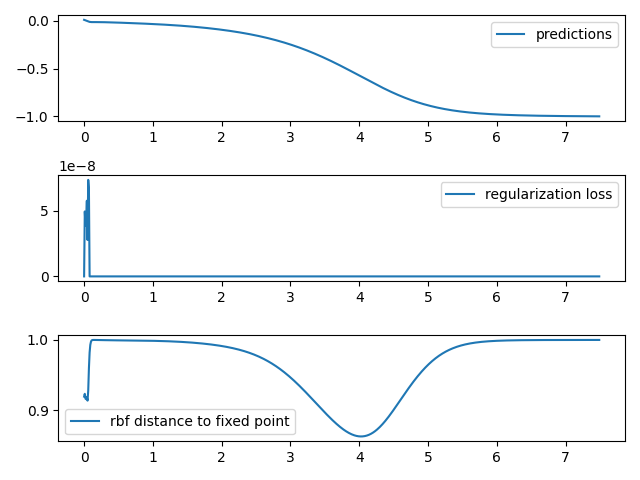 0.0
-0.5
-1.0
predictions
0 1 2 3 4 5 6 7
1e−8
5
0
regularization loss
0 1 2 3 4 5 6 7
1.0
0.9
rbf distance to fixed point
0 1 2 3 4 5 6 7